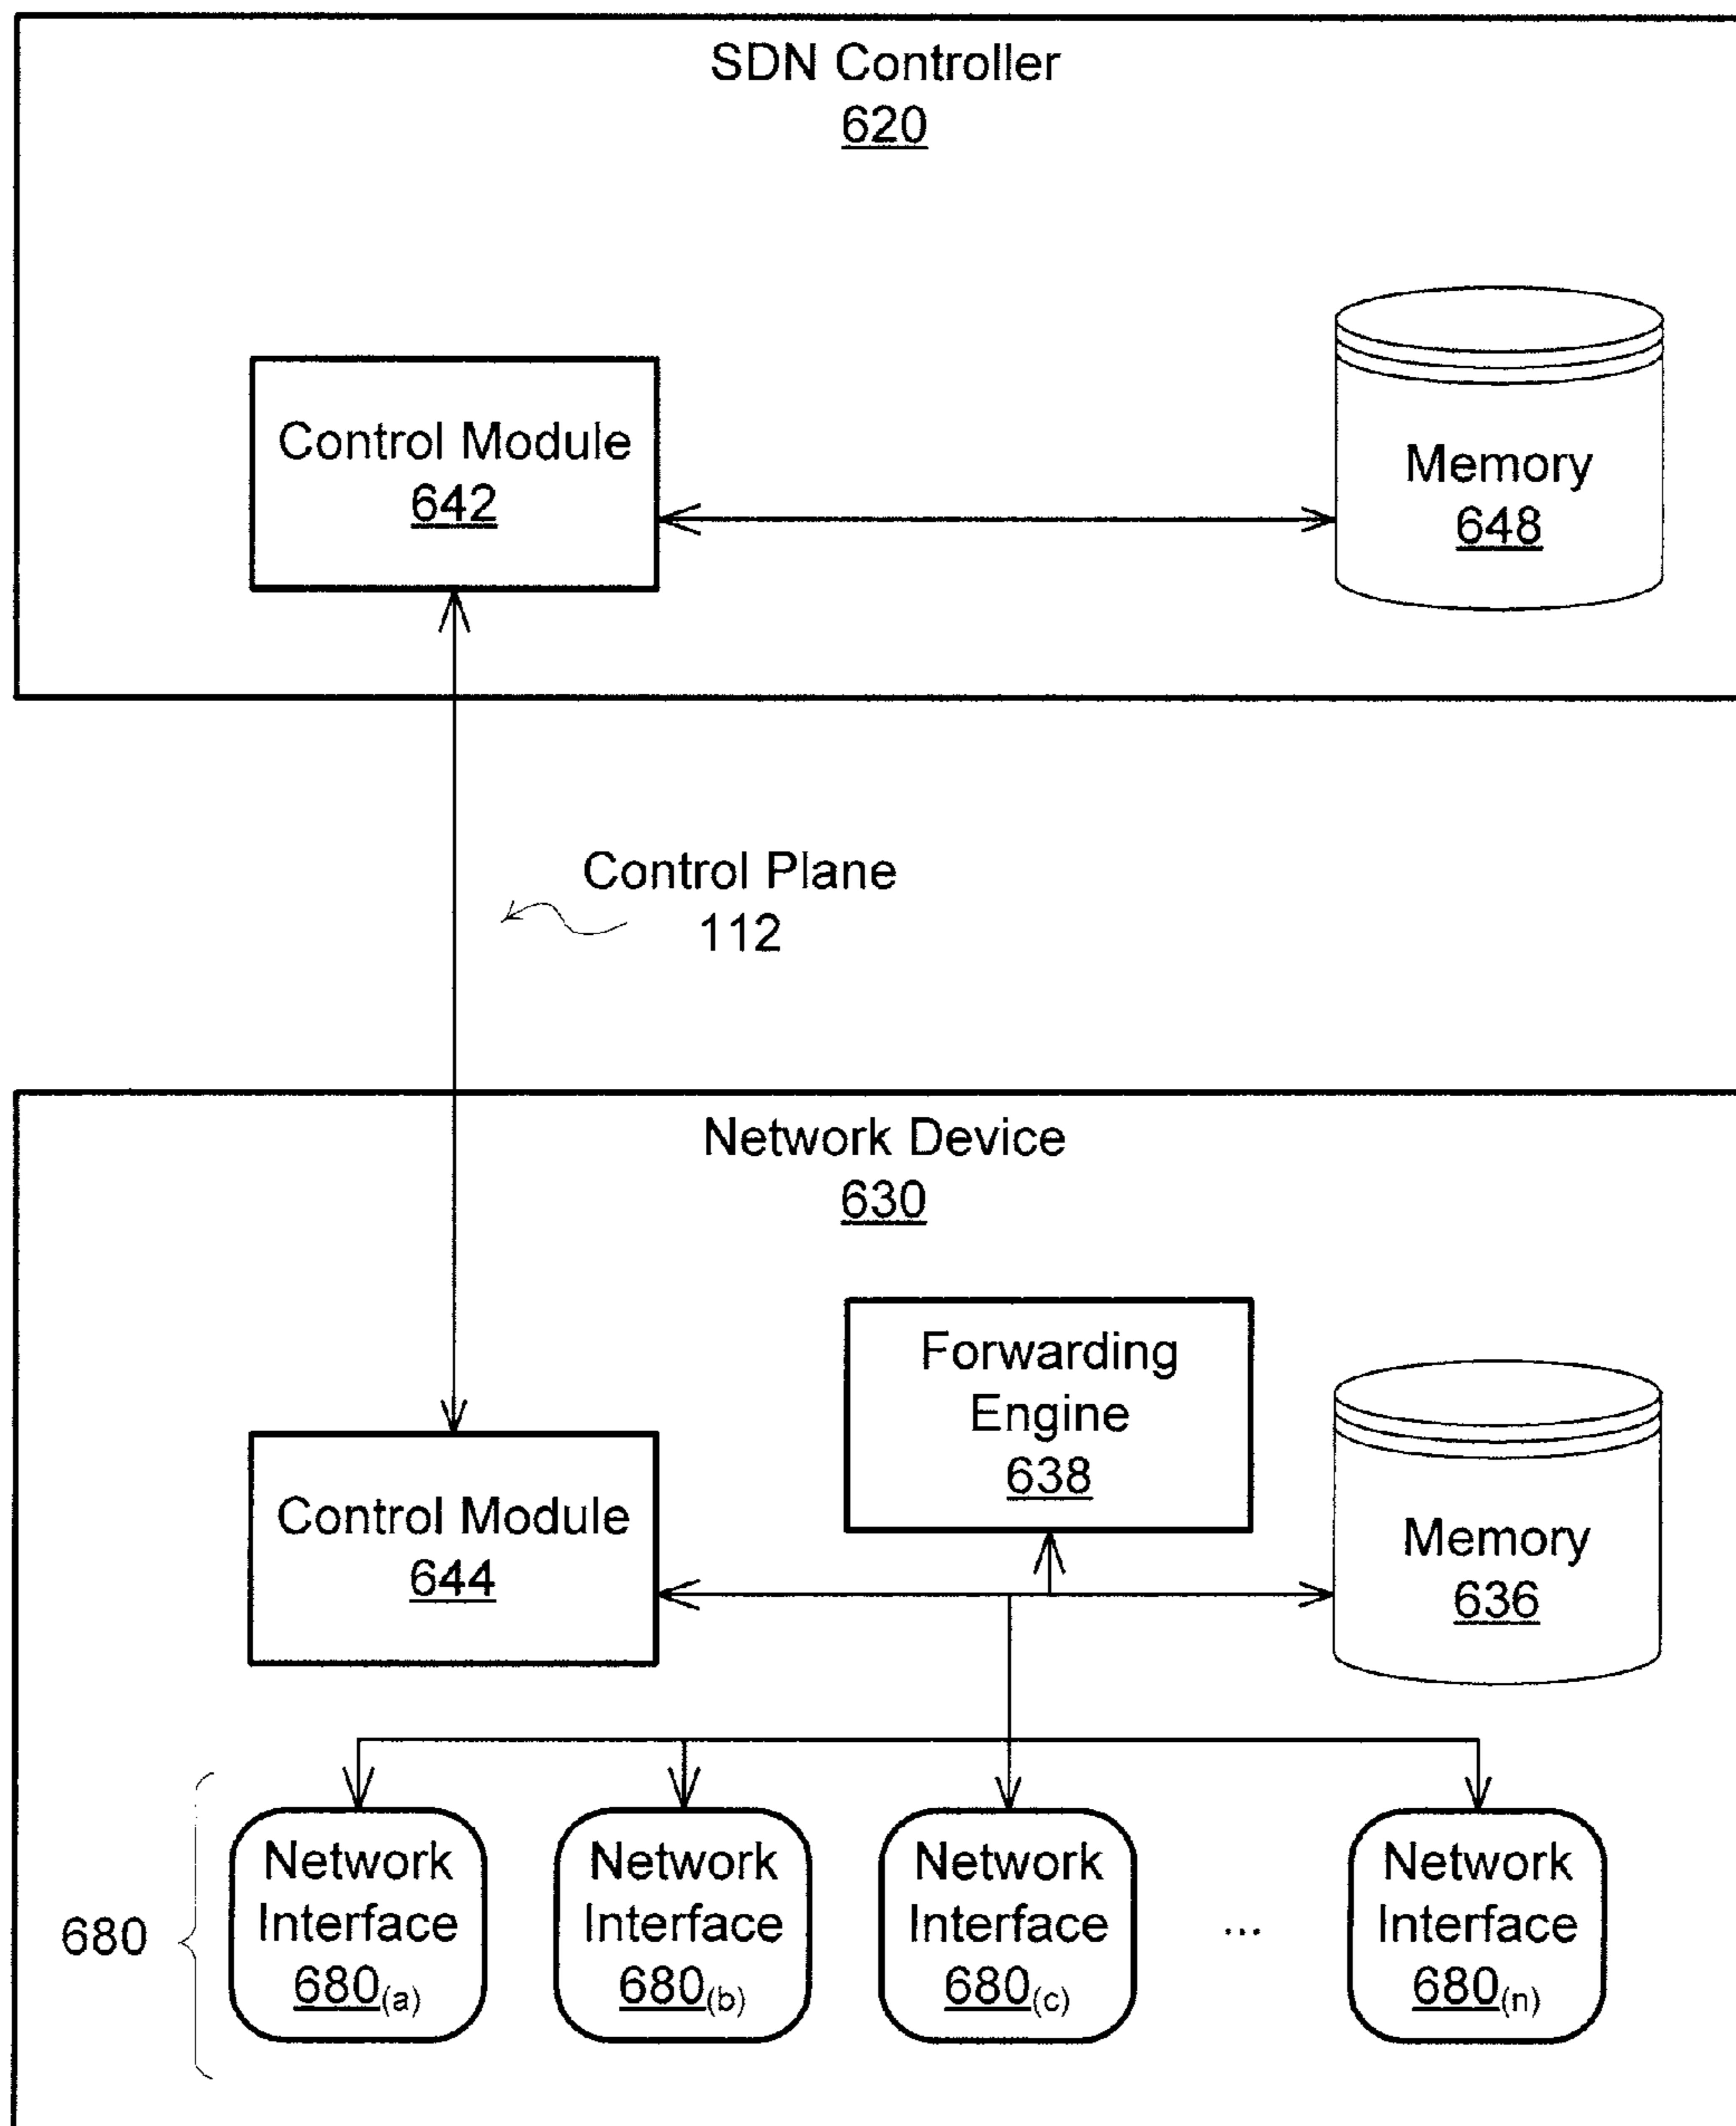 SDN Controller
620
Control Module
642
Memory
648
Control Plane
112
Network Device
630
Forwarding
Engine
638
Control Module
644
Memory
636
680
Network
Interface
680(a)
Network
Interface
680(b)
Network
Interface
680(c)
...
Network
Interface
680(n)